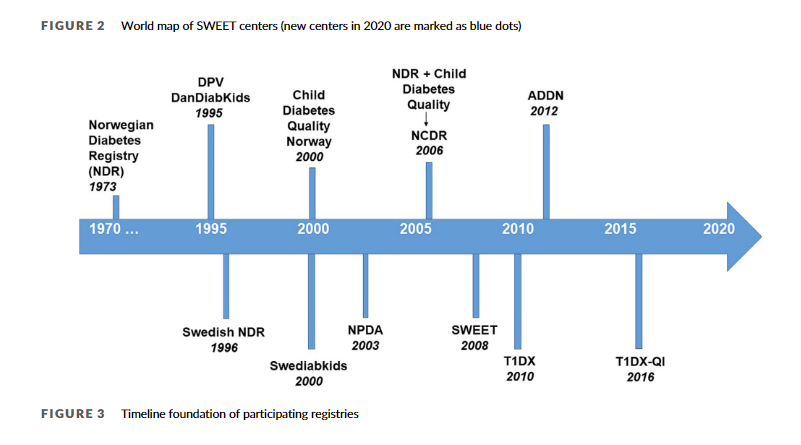 FIGURE 2 World map of SWEET centers (new centers in 2020 are marked as blue dots)
Norwegian
Diabetes
Registry
(NDR)
1973
DPV
DanDiabKids
1995
Child
Diabetes
Quality
Norway
2000
NDR + Child
Diabetes
Quality
NCDR
2006
ADDN
2012
1970 ... 1995 2000 2005 2010 2015 2020
Swedish NDR
1996
Swediabkids
2000
NPDA
2003
SWEET
2008
T1DX
2010
T1DX-QI
2016
FIGURE 3 Timeline foundation of participating registries